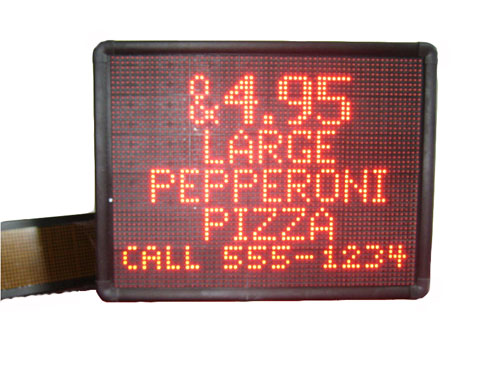 &4.95
LARGE
PEPPERONI
PIZZA
CALL 555-1234